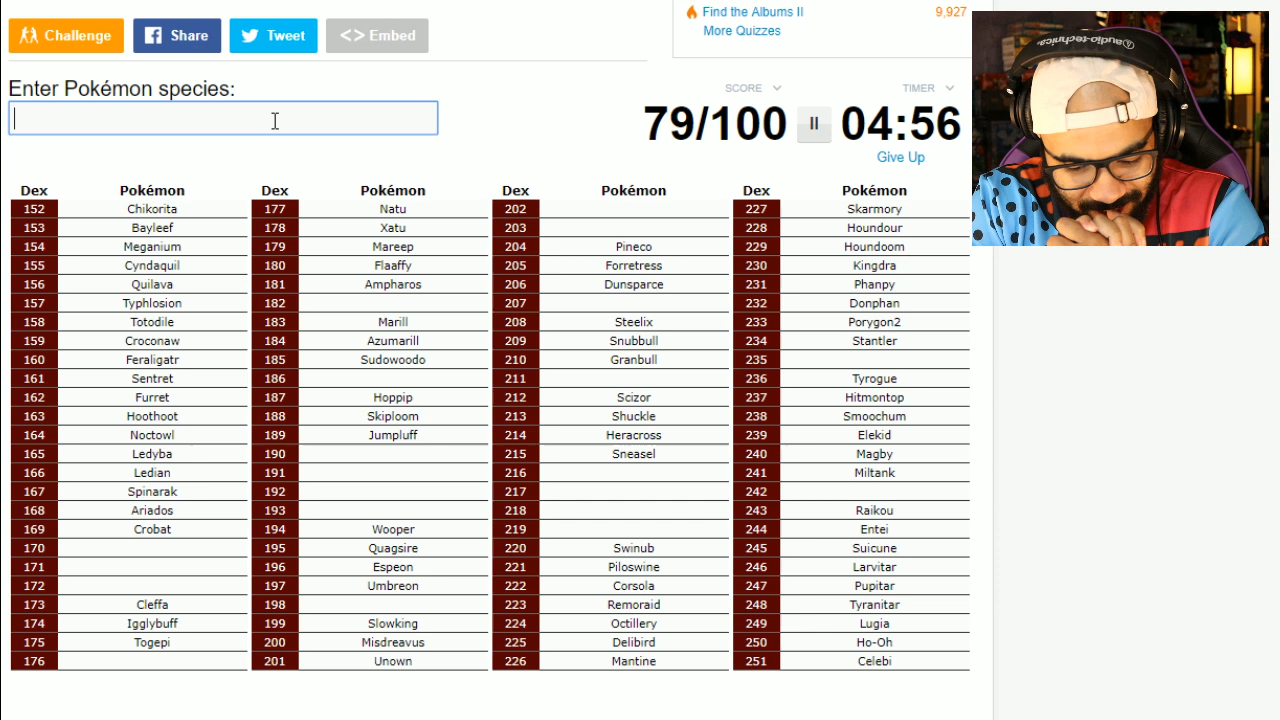 Challenge Share Tweet <> Embed
Find the Albums II 9,927
More Quizzes
Enter Pokémon species:
SCORE TIMER
79/100 04:56
Give Up
audio-technica
Dex Pokémon Dex Pokémon Dex Pokémon Dex Pokémon
152 Chikorita 177 Natu 202 227 Skarmory
153 Bayleef 178 Xatu 203 228 Houndour
154 Meganium 179 Mareep 204 Pineco 229 Houndoom
155 Cyndaquil 180 Flaaffy 205 Forretress 230 Kingdra
156 Quilava 181 Ampharos 206 Dunsparce 231 Phanpy
157 Typhlosion 182 207 232 Donphan
158 Totodile 183 Marill 208 Steelix 233 Porygon2
159 Croconaw 184 Azumarill 209 Snubbull 234 Stantler
160 Feraligatr 185 Sudowoodo 210 Granbull 235
161 Sentret 186 211 236 Tyrogue
162 Furret 187 Hoppip 212 Scizor 237 Hitmontop
163 Hoothoot 188 Skiploom 213 Shuckle 238 Smoochum
164 Noctowl 189 Jumpluff 214 Heracross 239 Elekid
165 Ledyba 190 215 Sneasel 240 Magby
166 Ledian 191 216 241 Miltank
167 Spinarak 192 217 242
168 Ariados 193 218 243 Raikou
169 Crobat 194 Wooper 219 244 Entei
170 195 Quagsire 220 Swinub 245 Suicune
171 196 Espeon 221 Piloswine 246 Larvitar
172 197 Umbreon 222 Corsola 247 Pupitar
173 Cleffa 198 223 Remoraid 248 Tyranitar
174 Igglybuff 199 Slowking 224 Octillery 249 Lugia
175 Togepi 200 Misdreavus 225 Delibird 250 Ho-Oh
176 201 Unown 226 Mantine 251 Celebi